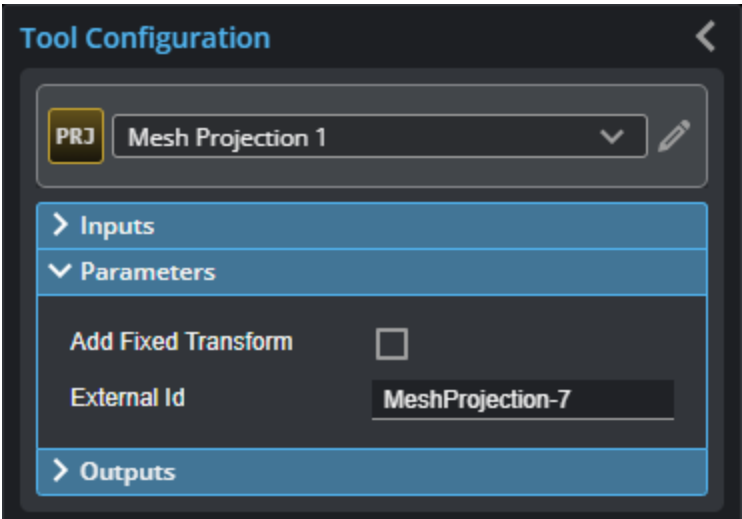 Tool Configuration
PRJ Mesh Projection 1
Inputs
Parameters
Add Fixed Transform
External Id MeshProjection-7
Outputs